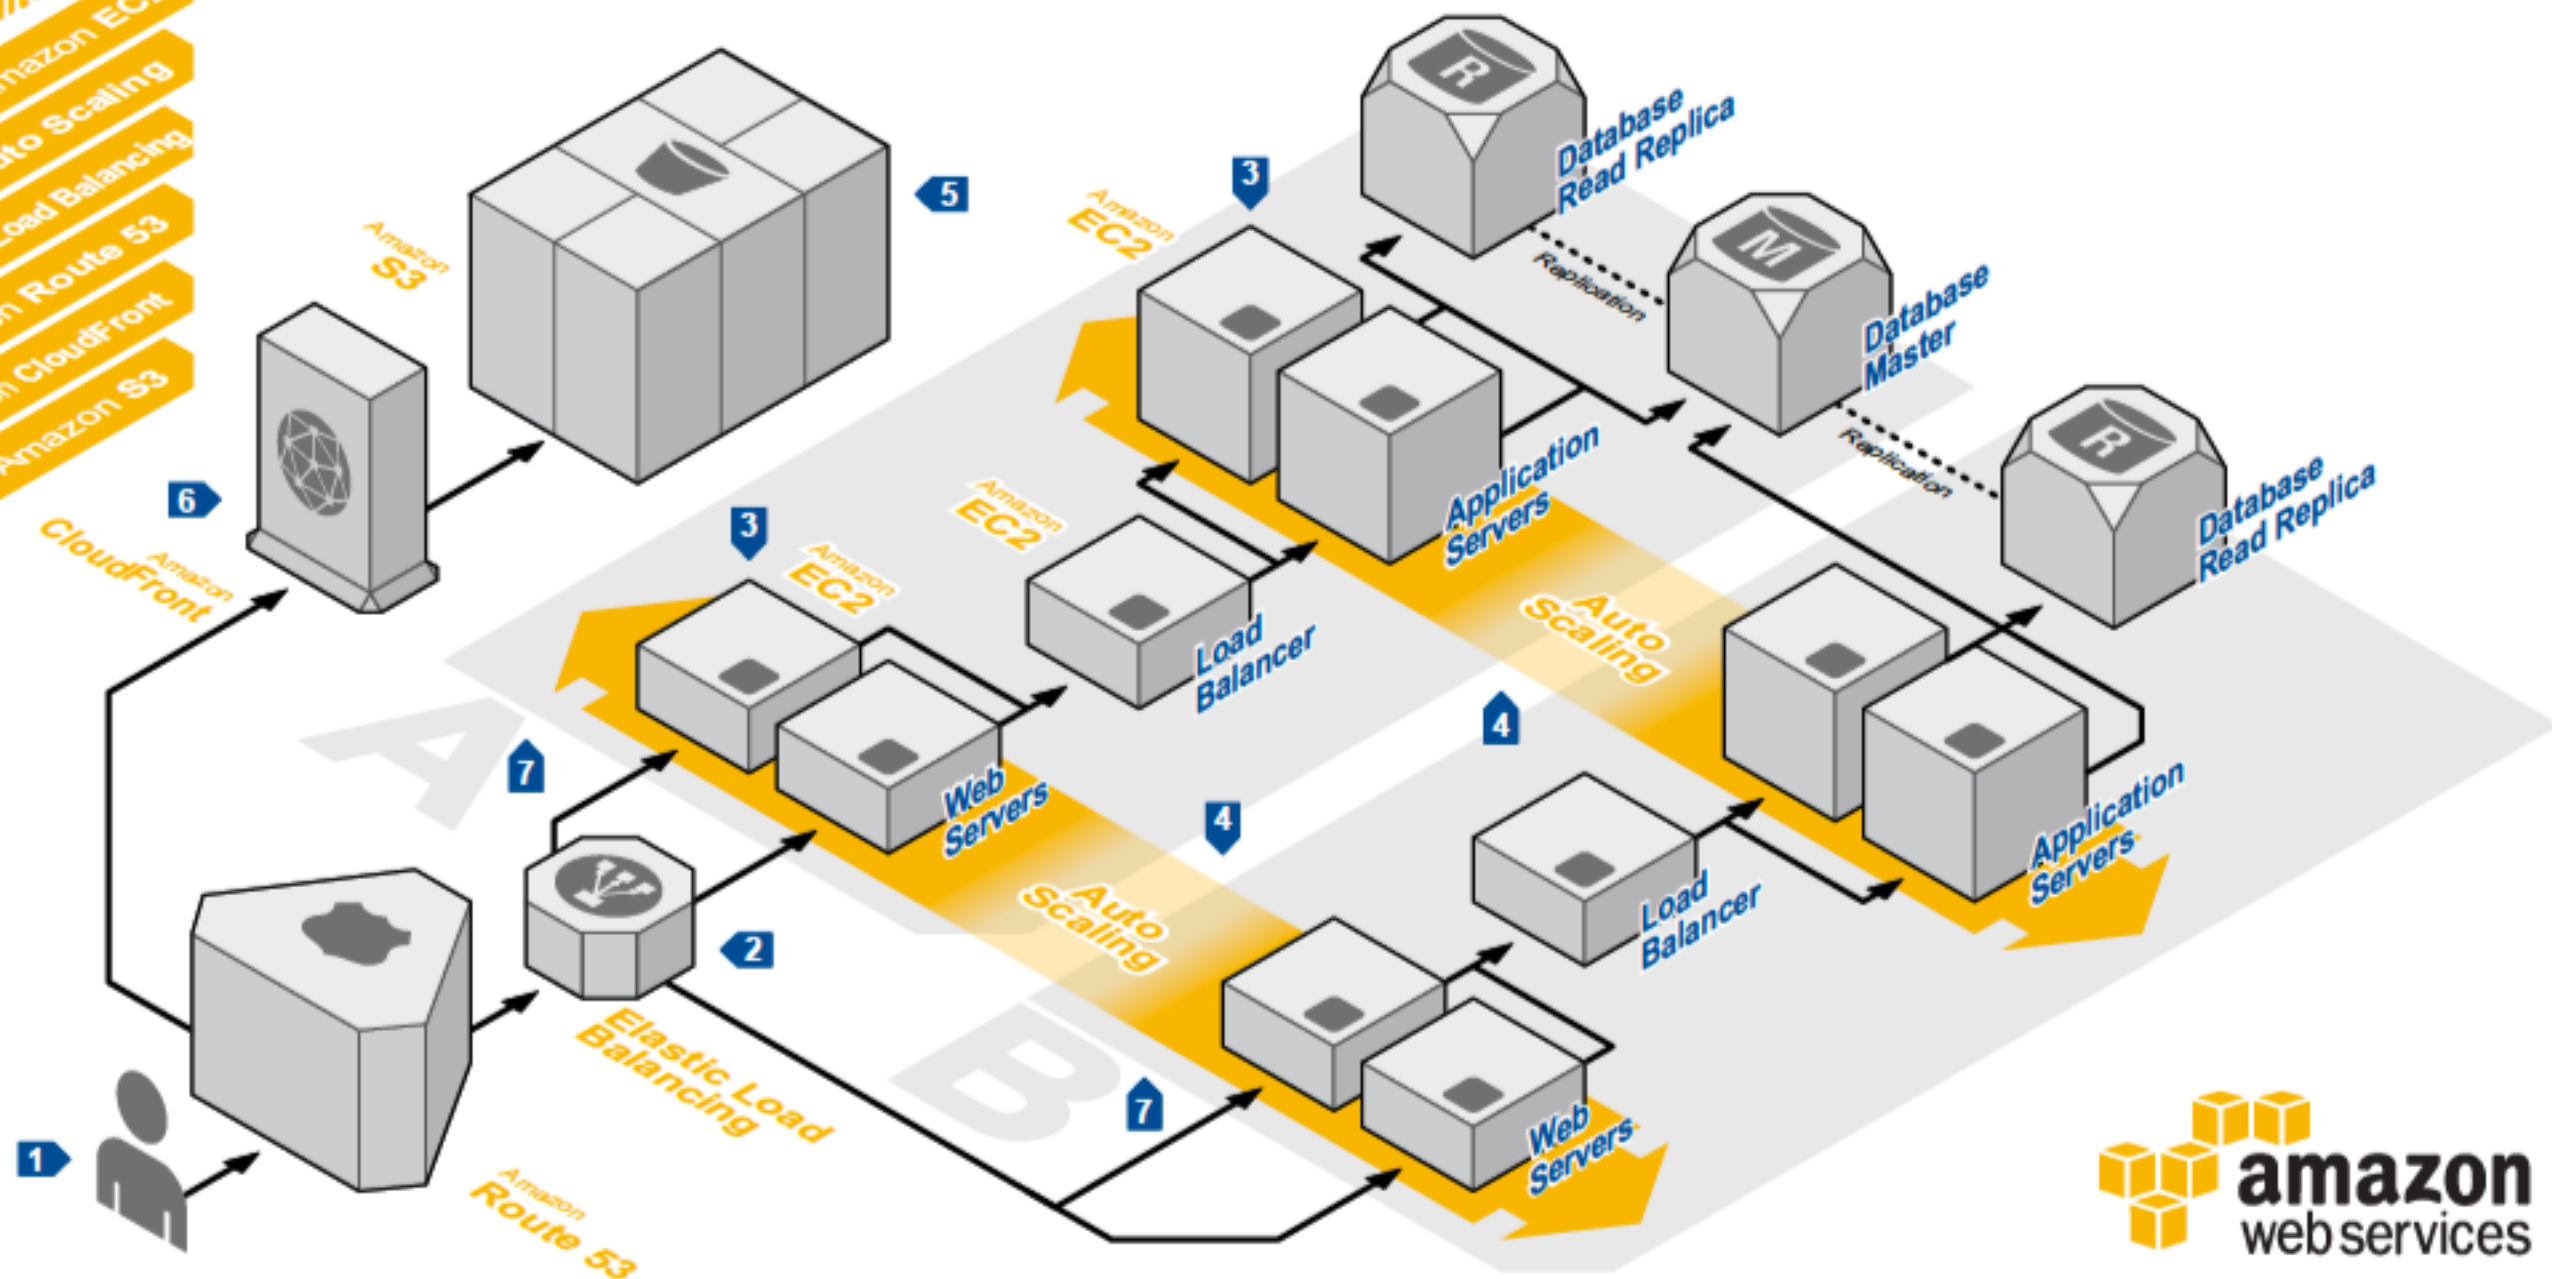 Amazon EC2
Auto Scaling
Load Balancing
Route 53
CloudFront
Amazon S3
Amazon
S3
5
6
Amazon
CloudFront
Amazon
EC2
3
Database
Read Replica
Replication
Database
Master
Replication
Database
Read Replica
Application
Servers
Amazon
EC2
Load
Balancer
3
Amazon
EC2
Web
Servers
A
7
Auto
Scaling
4
4
Auto
Scaling
Load
Balancer
Application
Servers
2
Elastic Load
Balancing
B
7
Web
Servers
1
Amazon
Route 53
amazon
web services